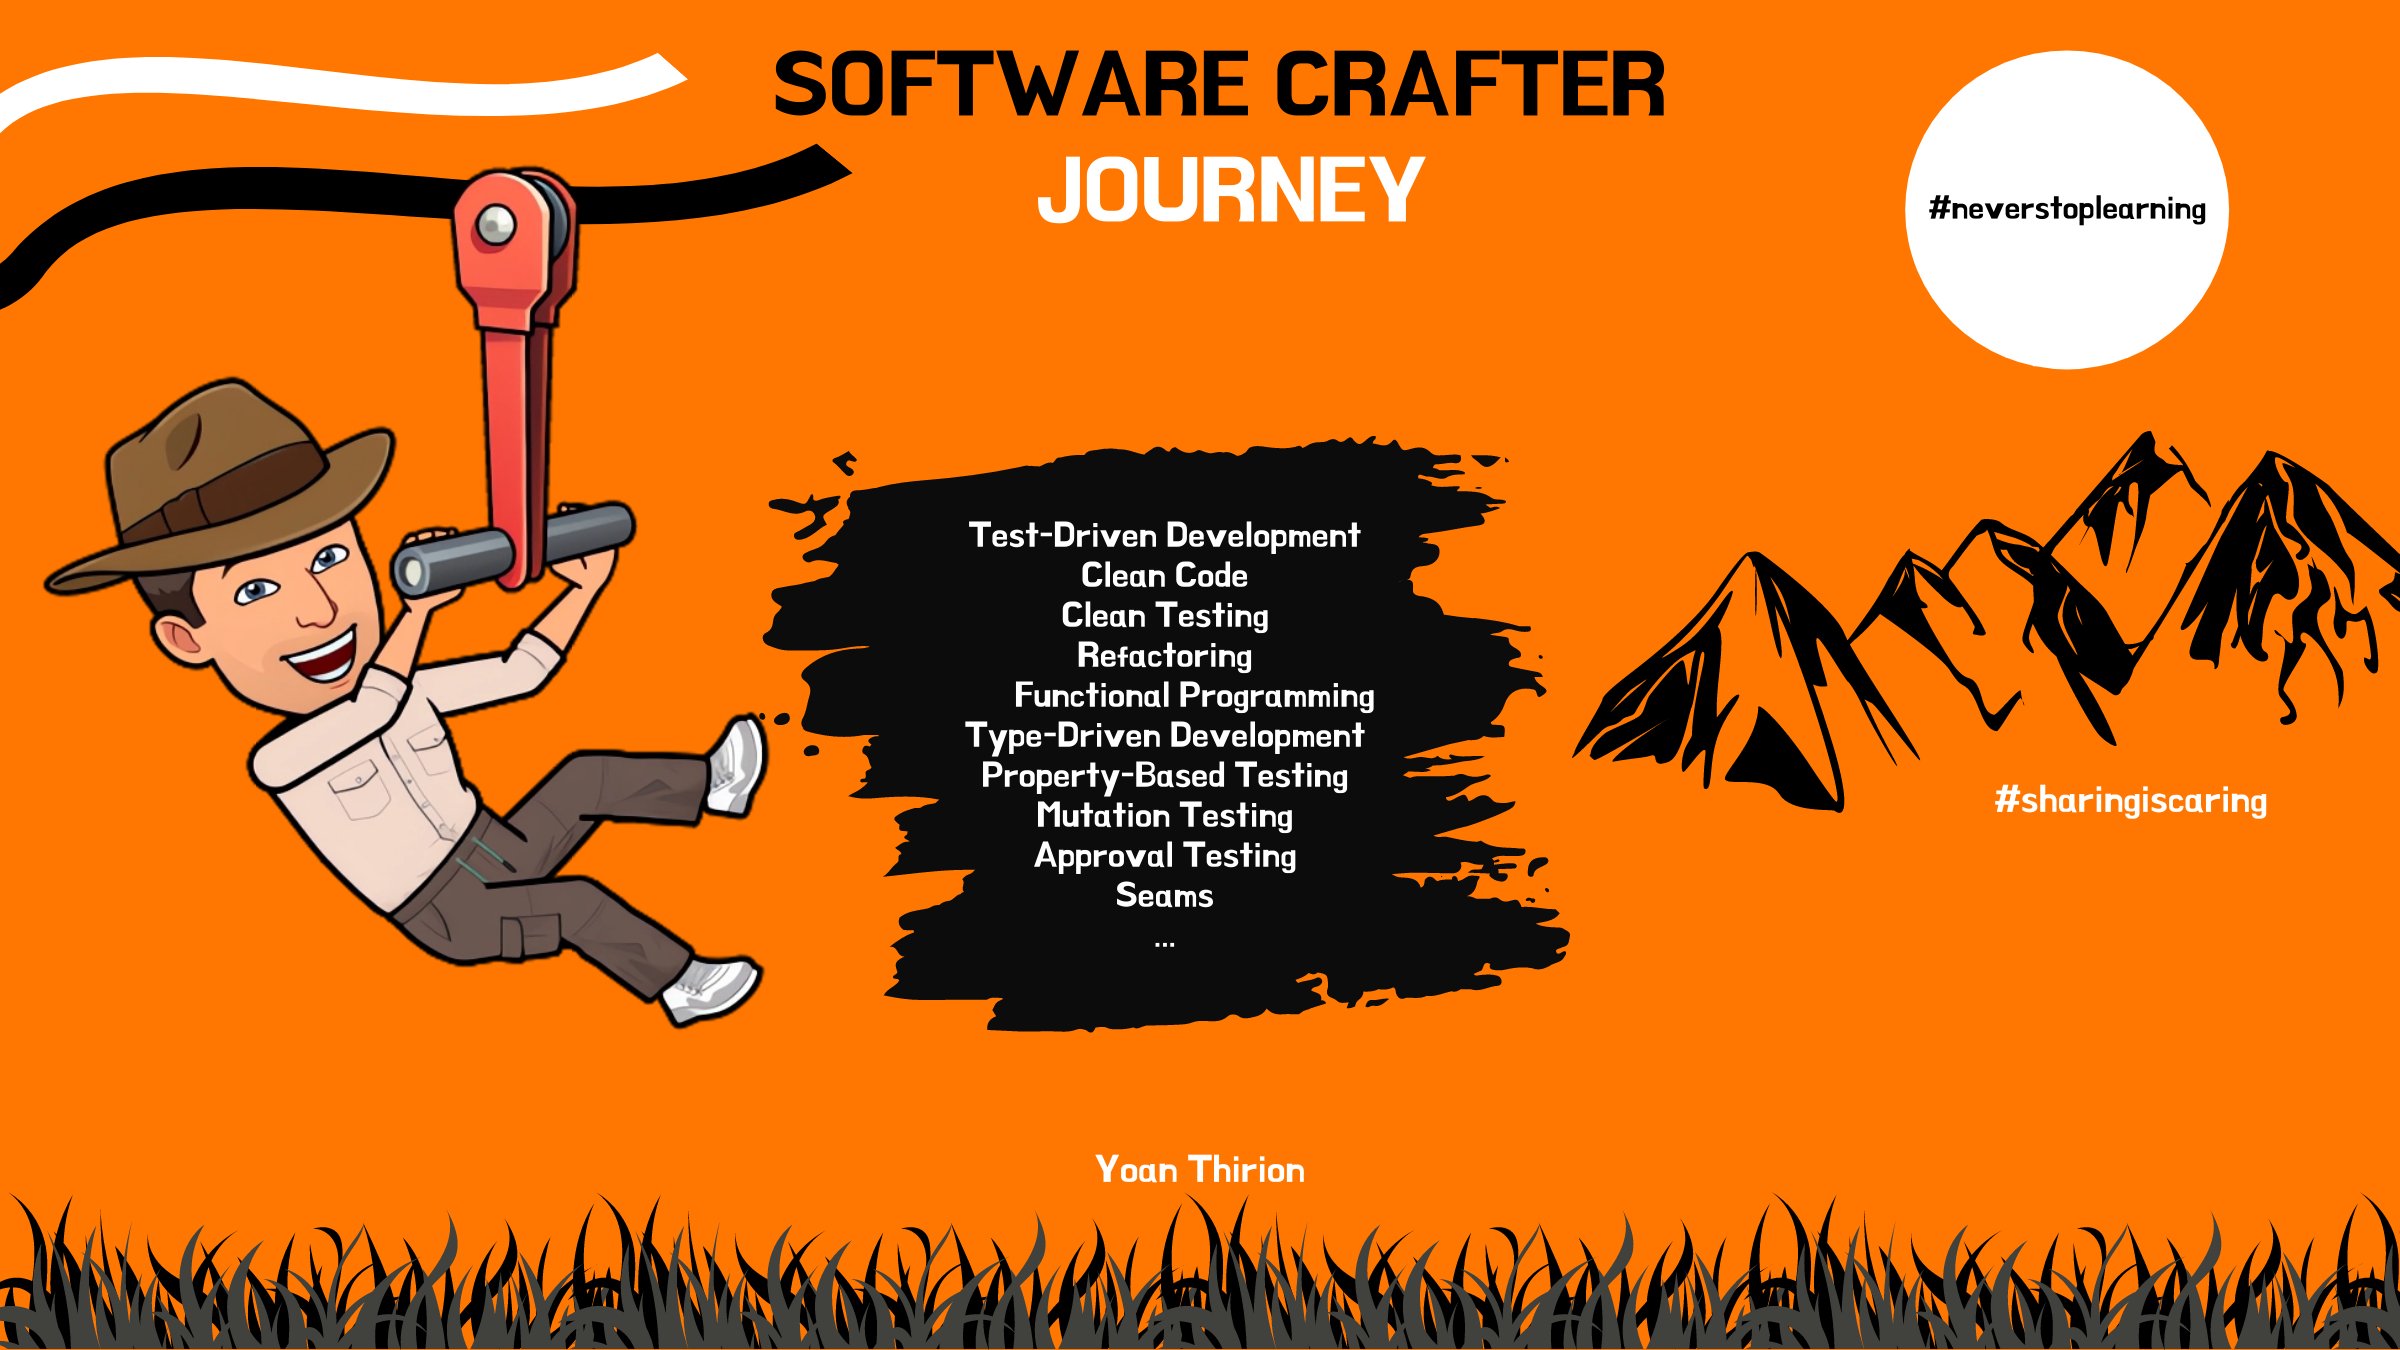 SOFTWARE CRAFTER
JOURNEY
#neverstoplearning
Test-Driven Development
Clean Code
Clean Testing
Refactoring
Functional Programming
Type-Driven Development
Property-Based Testing
Mutation Testing
Approval Testing
Seams
...
#sharingiscaring
Yoan Thirion